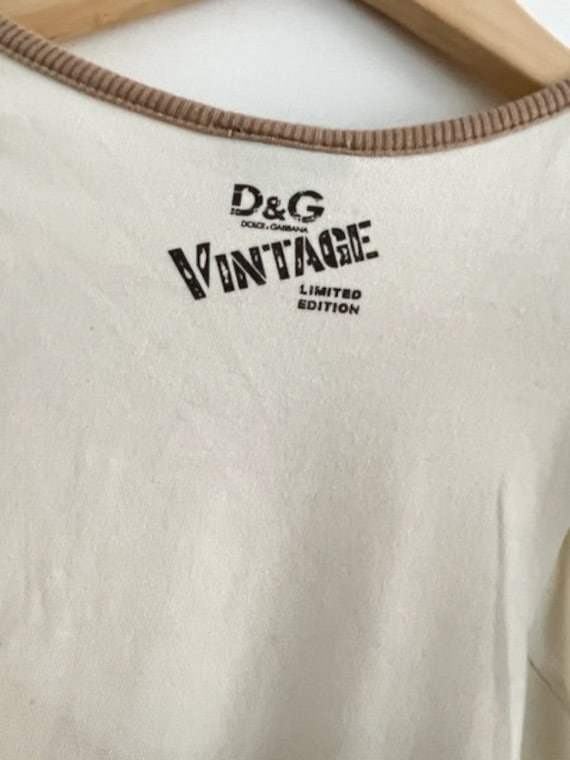 D&G
DOLCE & GABBANA
VINTAGE
LIMITED
EDITION